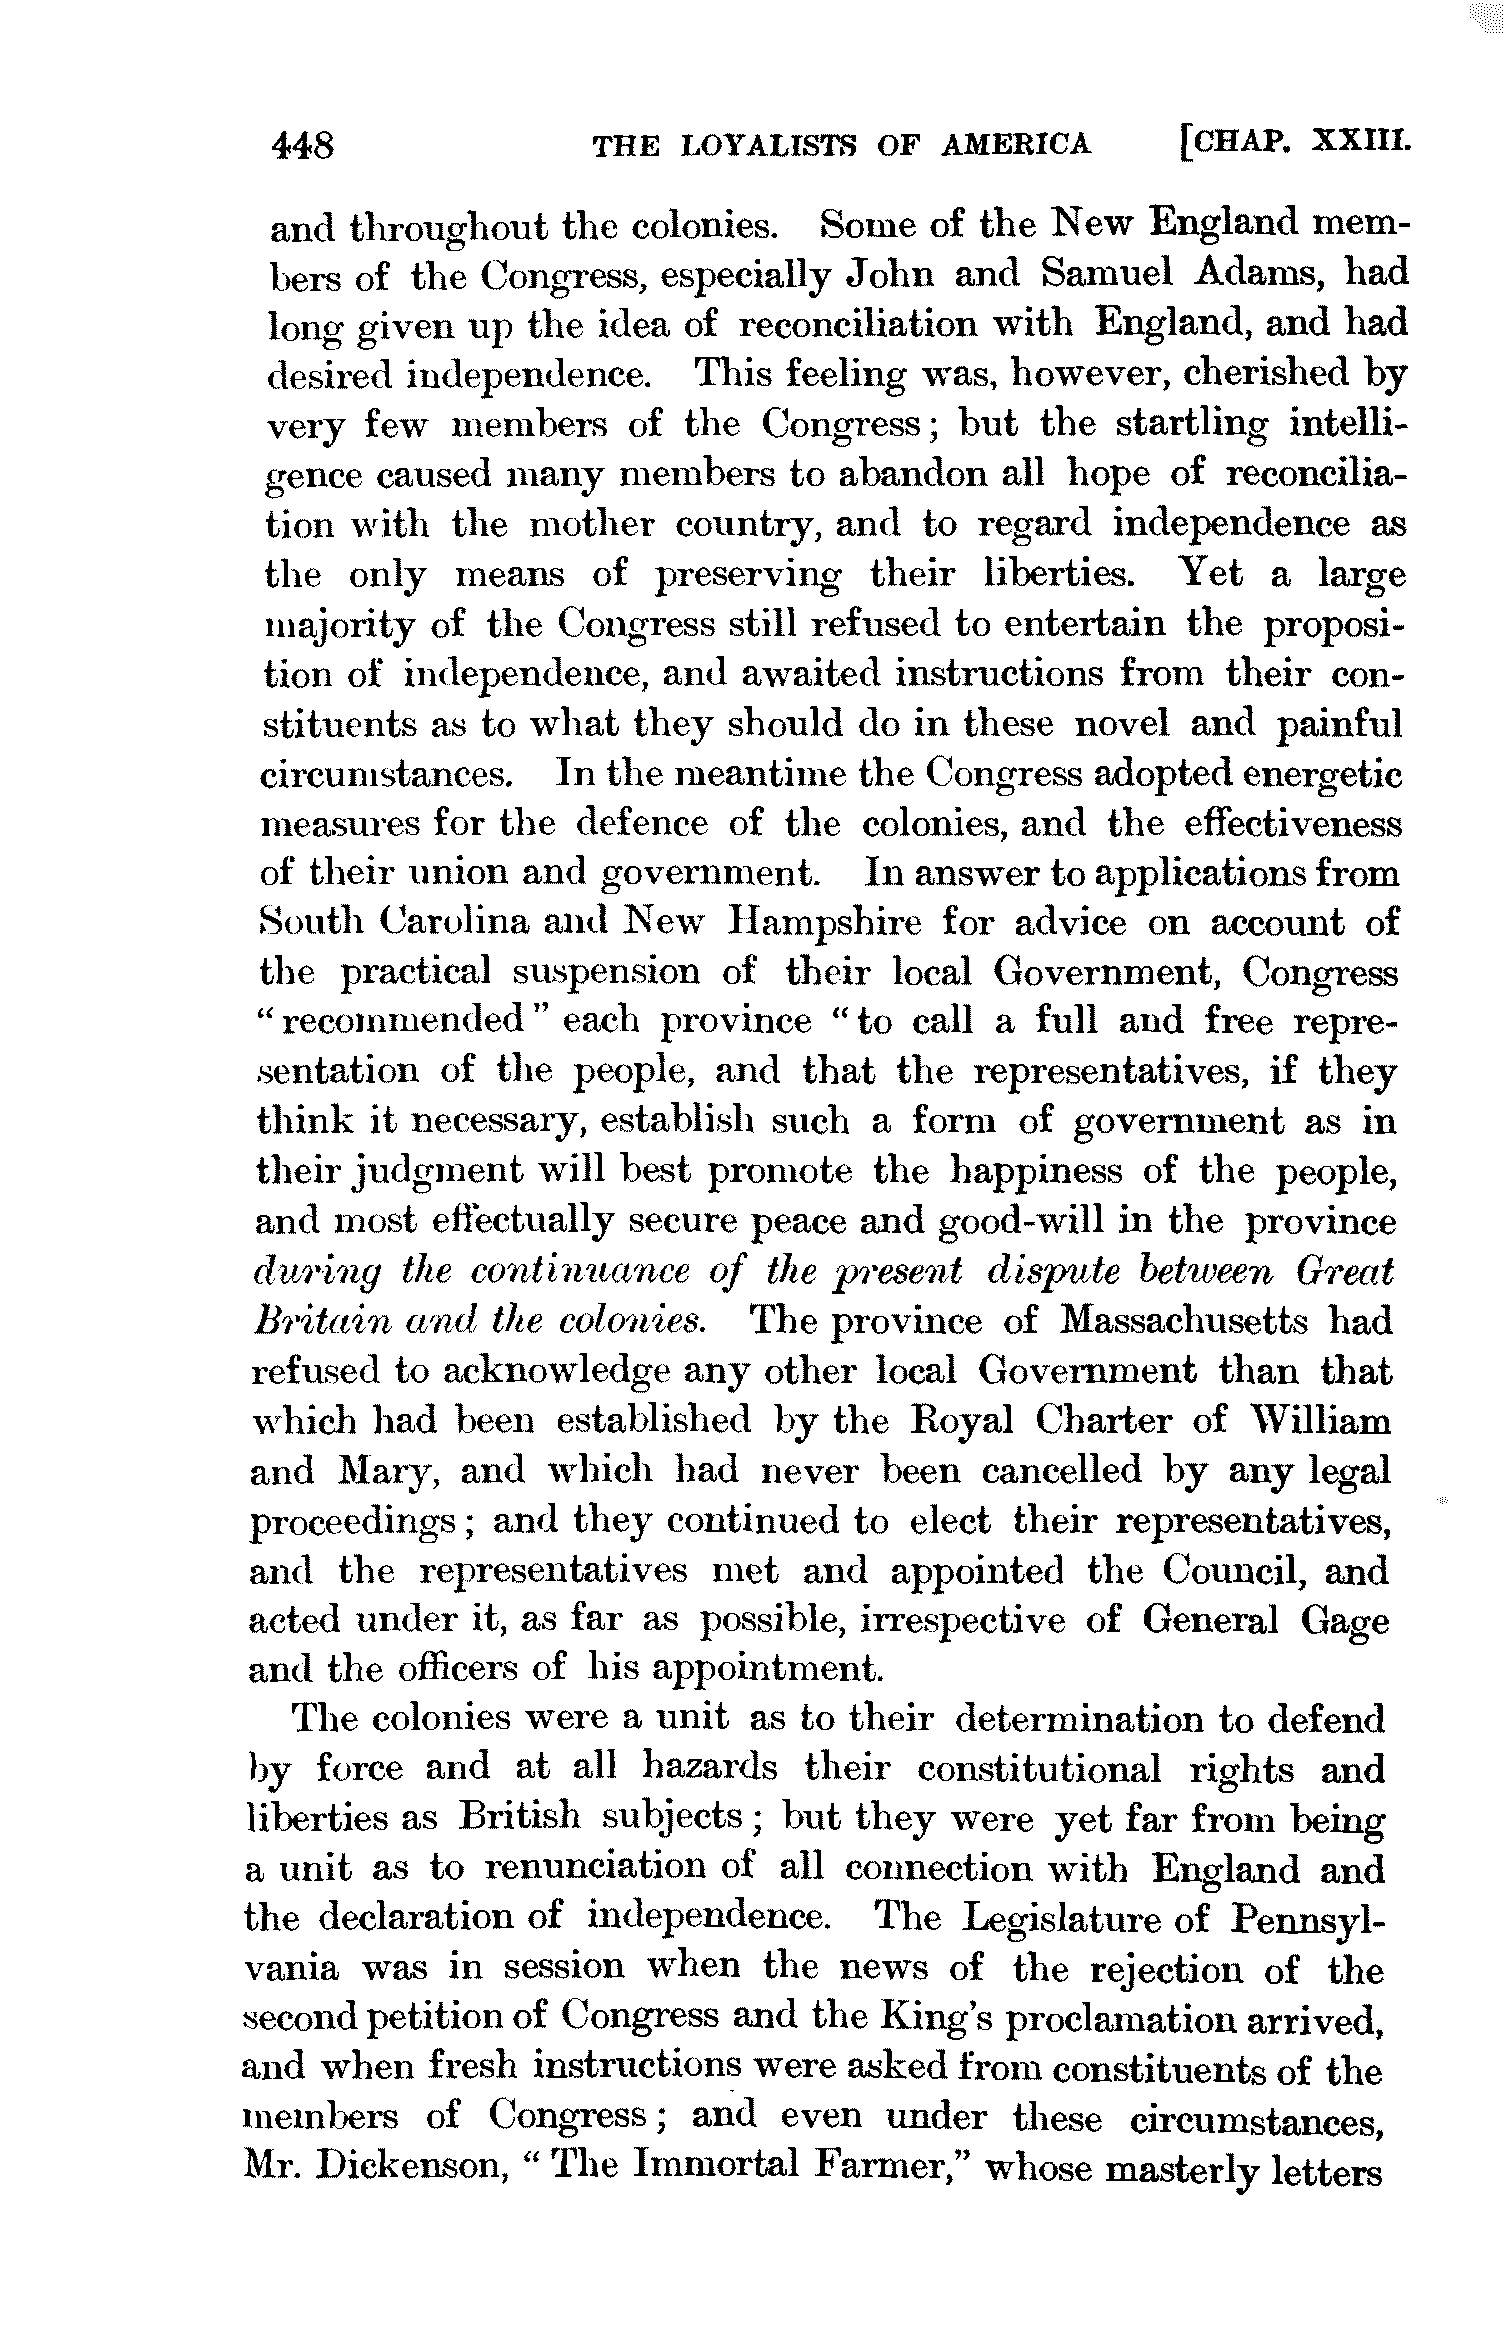 448 THE LOYALISTS OF AMERICA [CHAP. XXIII.
and throughout the colonies. Some of the New England mem-
bers of the Congress, especially John and Samuel Adams, had
long given up the idea of reconciliation with England, and had
desired independence. This feeling was, however, cherished by
very few members of the Congress; but the startling intelli-
gence caused many members to abandon all hope of reconcilia-
tion with the mother country, and to regard independence as
the only means of preserving their liberties. Yet a large
majority of the Congress still refused to entertain the proposi-
tion of independence, and awaited instructions from their con-
stituents as to what they should do in these novel and painful
circumstances. In the meantime the Congress adopted energetic
measures for the defence of the colonies, and the effectiveness
of their union and government. In answer to applications from
South Carolina and New Hampshire for advice on account of
the practical suspension of their local Government, Congress
"recommended" each province "to call a full and free repre-
sentation of the people, and that the representatives, if they
think it necessary, establish such a form of government as in
their judgment will best promote the happiness of the people,
and most effectually secure peace and good-will in the province
during the continuance of the present dispute between Great
Britain and the colonies. The province of Massachusetts had
refused to acknowledge any other local Government than that
which had been established by the Royal Charter of William
and Mary, and which had never been cancelled by any legal
proceedings; and they continued to elect their representatives,
and the representatives met and appointed the Council, and
acted under it, as far as possible, irrespective of General Gage
and the officers of his appointment.
The colonies were a unit as to their determination to defend
by force and at all hazards their constitutional rights and
liberties as British subjects; but they were yet far from being
a unit as to renunciation of all connection with England and
the declaration of independence. The Legislature of Pennsyl-
vania was in session when the news of the rejection of the
second petition of Congress and the King's proclamation arrived,
and when fresh instructions were asked from constituents of the
members of Congress; and even under these circumstances,
Mr. Dickenson, "The Immortal Farmer," whose masterly letters